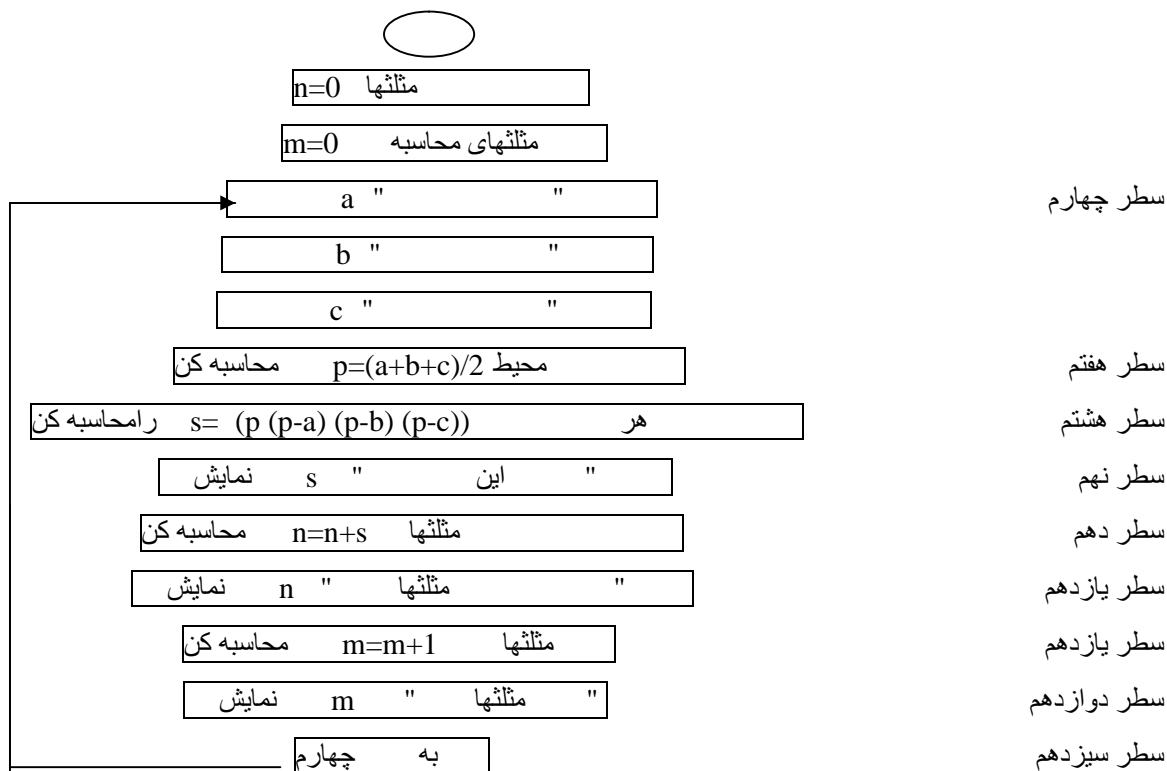 مثلثها n=0
مثلثهای محاسبه m=0
سطر چهارم " " a
" " b
" " c
سطر هفتم محیط p=(a+b+c)/2 محاسبه کن
سطر هشتم هر s= (p (p-a) (p-b) (p-c)) رامحاسبه کن
سطر نهم " این " s نمایش
سطر دهم مثلثها n=n+s محاسبه کن
سطر یازدهم " مثلثها " n نمایش
سطر یازدهم مثلثها m=m+1 محاسبه کن
سطر دوازدهم " مثلثها " m نمایش
سطر سیزدهم به چهارم